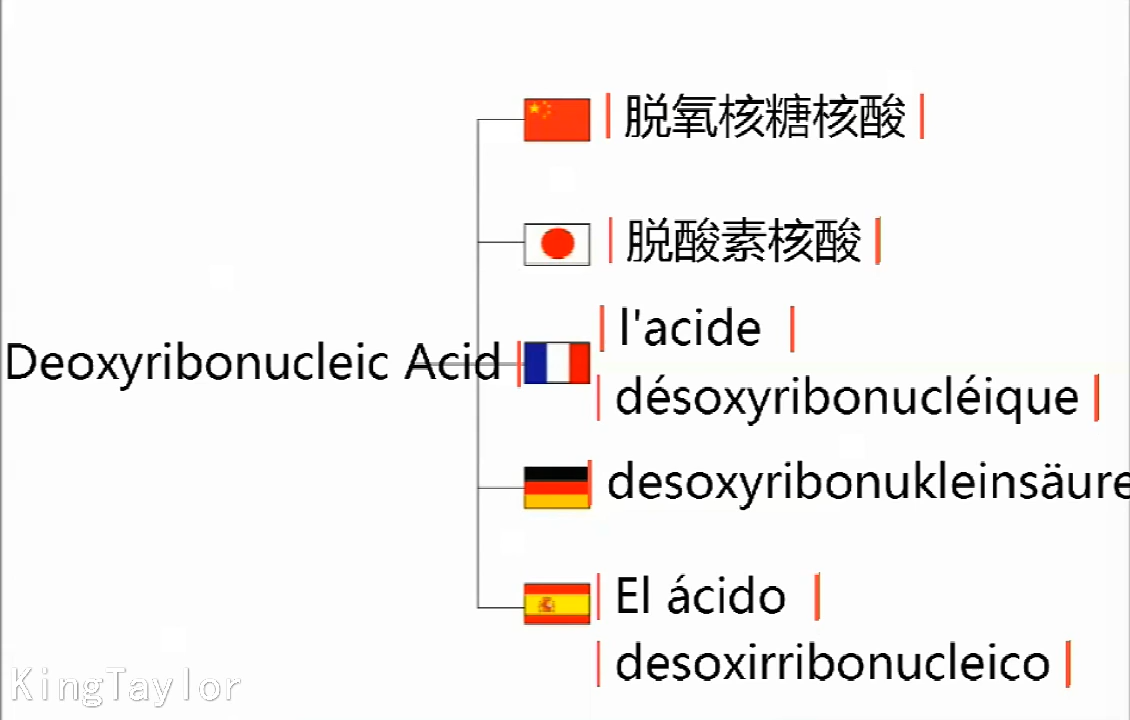 脱氧核糖核酸
脱酸素核酸
l'acide
désoxyribonucléique
Deoxyribonucleic Acid
desoxyribonukleinsäure
El ácido
desoxirribonucleico
KingTaylor